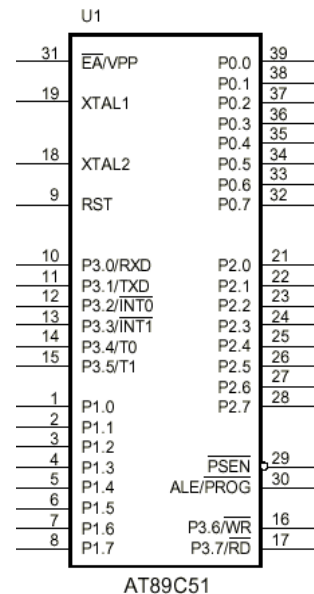 U1
31 EA/VPP P0.0 39
P0.1 38
19 XTAL1 P0.2 37
P0.3 36
P0.4 35
18 XTAL2 P0.5 34
P0.6 33
9 RST P0.7 32
10 P3.0/RXD P2.0 21
11 P3.1/TXD P2.1 22
12 P3.2/INT0 P2.2 23
13 P3.3/INT1 P2.3 24
14 P3.4/T0 P2.4 25
15 P3.5/T1 P2.5 26
P2.6 27
1 P1.0 P2.7 28
2 P1.1
3 P1.2
4 P1.3 PSEN 29
5 P1.4 ALE/PROG 30
6 P1.5
7 P1.6 P3.6/WR 16
8 P1.7 P3.7/RD 17
AT89C51